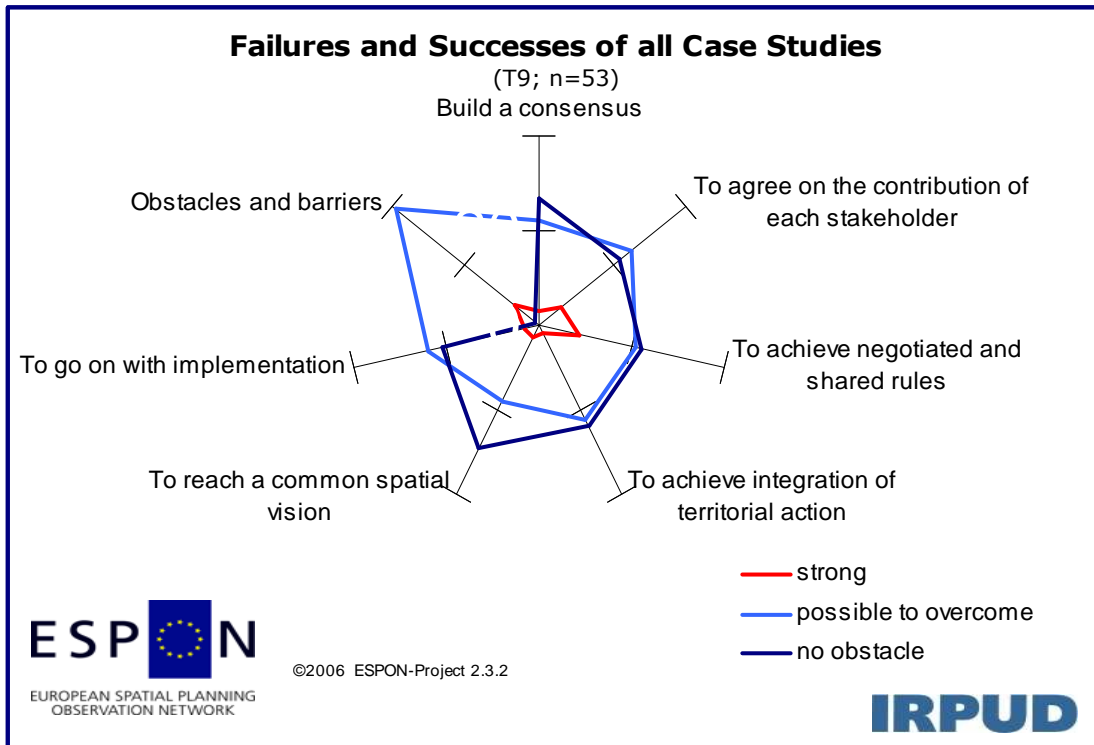 Failures and Successes of all Case Studies
(T9; n=53)
Build a consensus
To agree on the contribution of
each stakeholder
Obstacles and barriers
To achieve negotiated and
shared rules
To go on with implementation
To reach a common spatial
vision
To achieve integration of
territorial action
strong
possible to overcome
no obstacle
ESPON
EUROPEAN SPATIAL PLANNING
OBSERVATION NETWORK
©2006 ESPON-Project 2.3.2
IRPUD